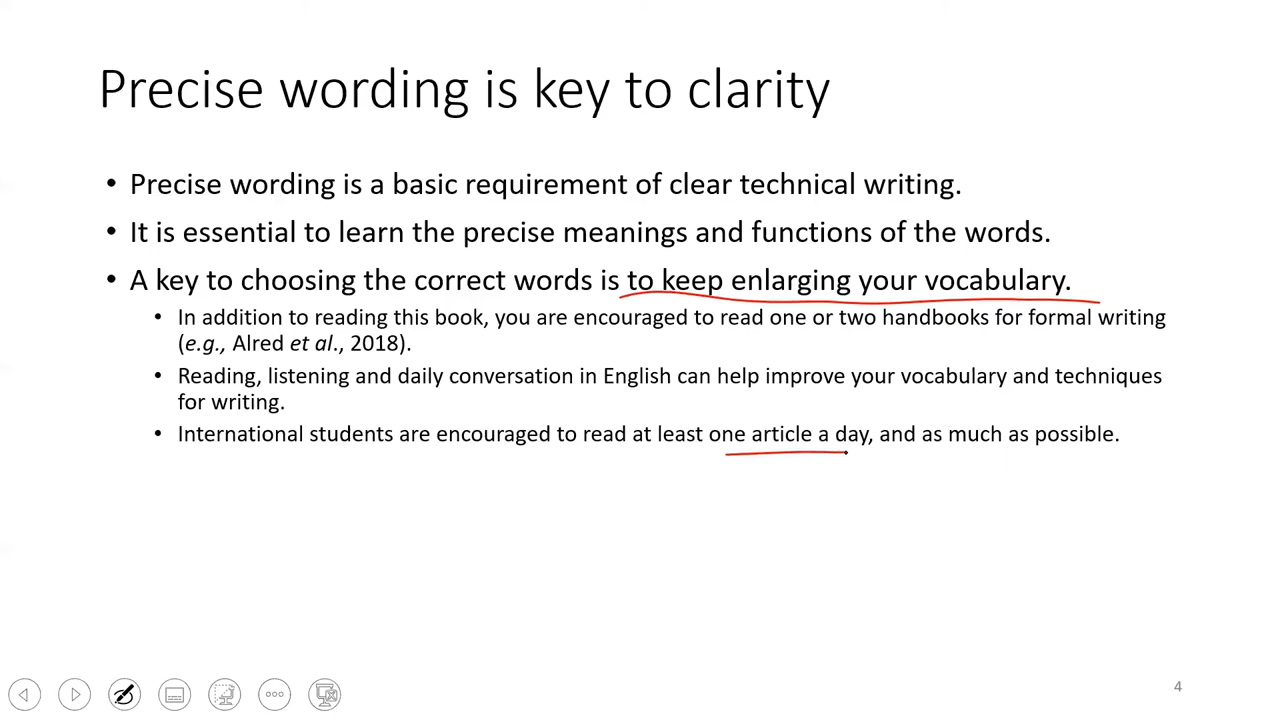 Precise wording is key to clarity
• Precise wording is a basic requirement of clear technical writing.
• It is essential to learn the precise meanings and functions of the words.
• A key to choosing the correct words is to keep enlarging your vocabulary.
• In addition to reading this book, you are encouraged to read one or two handbooks for formal writing
(e.g., Alred et al., 2018).
• Reading, listening and daily conversation in English can help improve your vocabulary and techniques
for writing.
• International students are encouraged to read at least one article a day, and as much as possible.
4